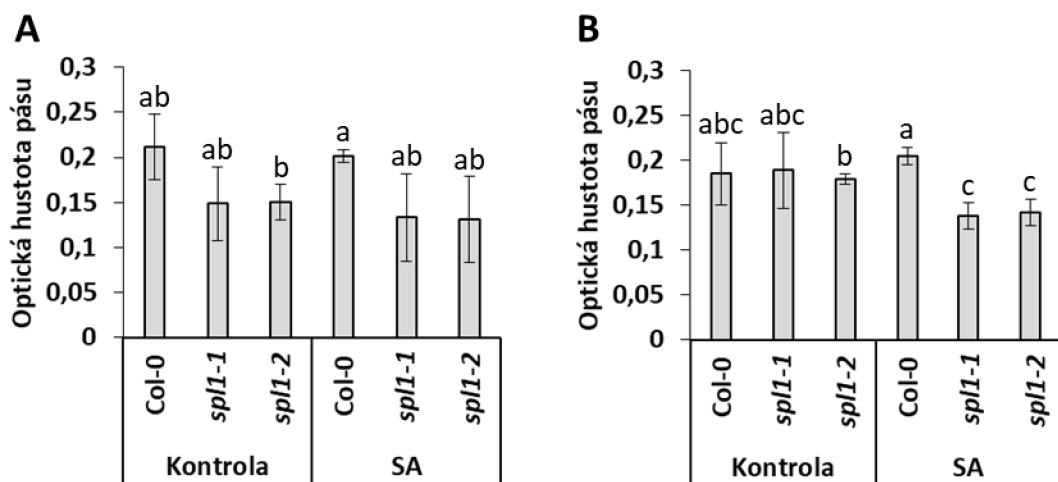 A
Optická hustota pásu
0,3
0,25
0,2
0,15
0,1
0,05
0
ab
ab
b
a
ab
ab
Col-0
spl1-1
spl1-2
Col-0
spl1-1
spl1-2
Kontrola
SA
B
Optická hustota pásu
0,3
0,25
0,2
0,15
0,1
0,05
0
abc
abc
b
a
c
c
Col-0
spl1-1
spl1-2
Col-0
spl1-1
spl1-2
Kontrola
SA